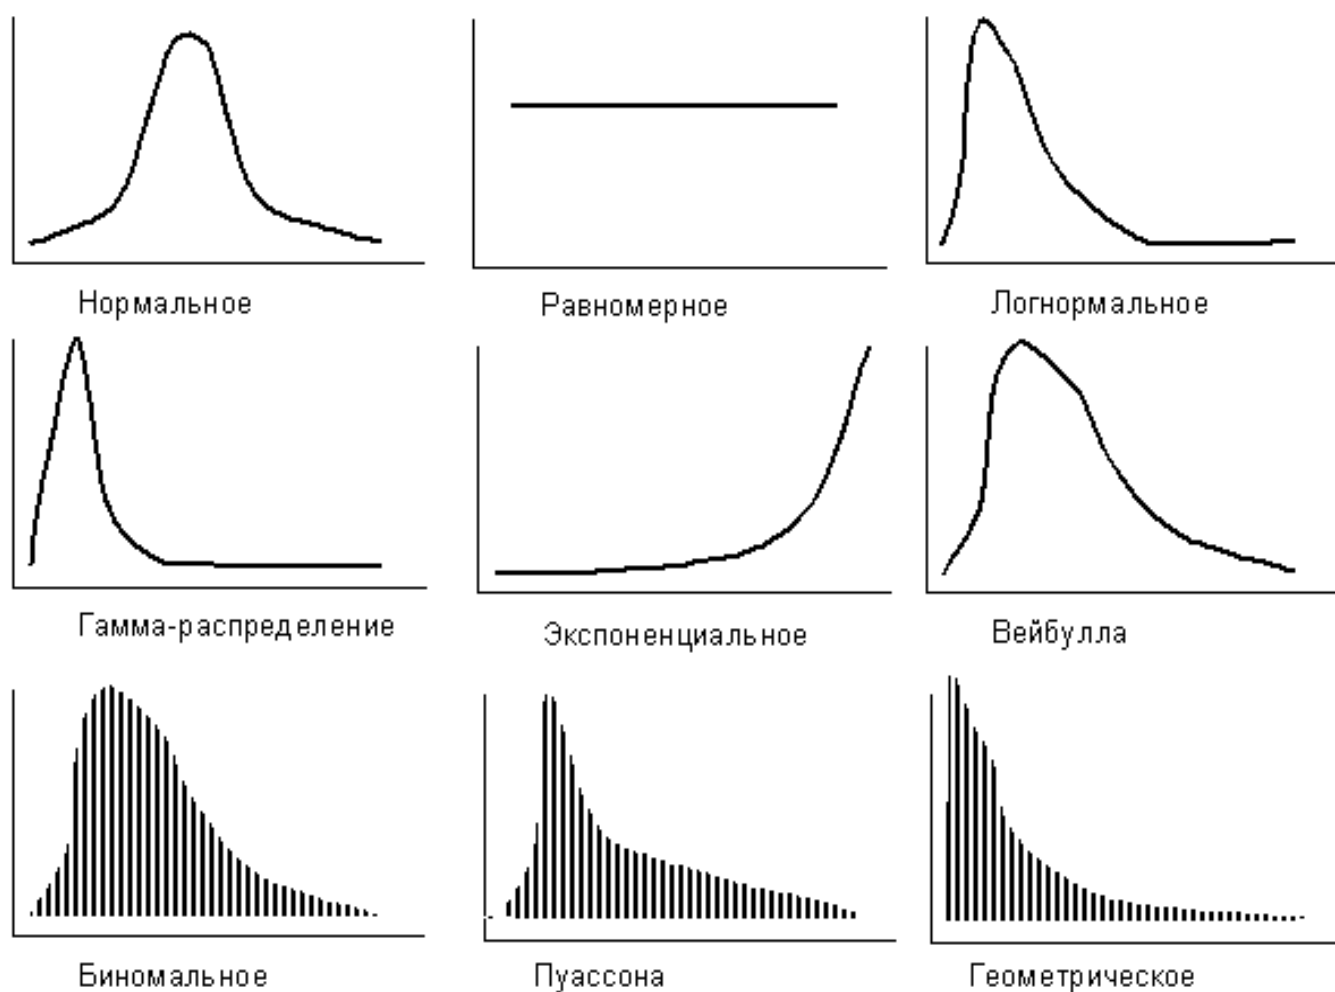 Нормальное
Равномерное
Логнормальное
Гамма-распределение
Экспоненциальное
Вейбулла
Биномальное
Пуассона
Геометрическое